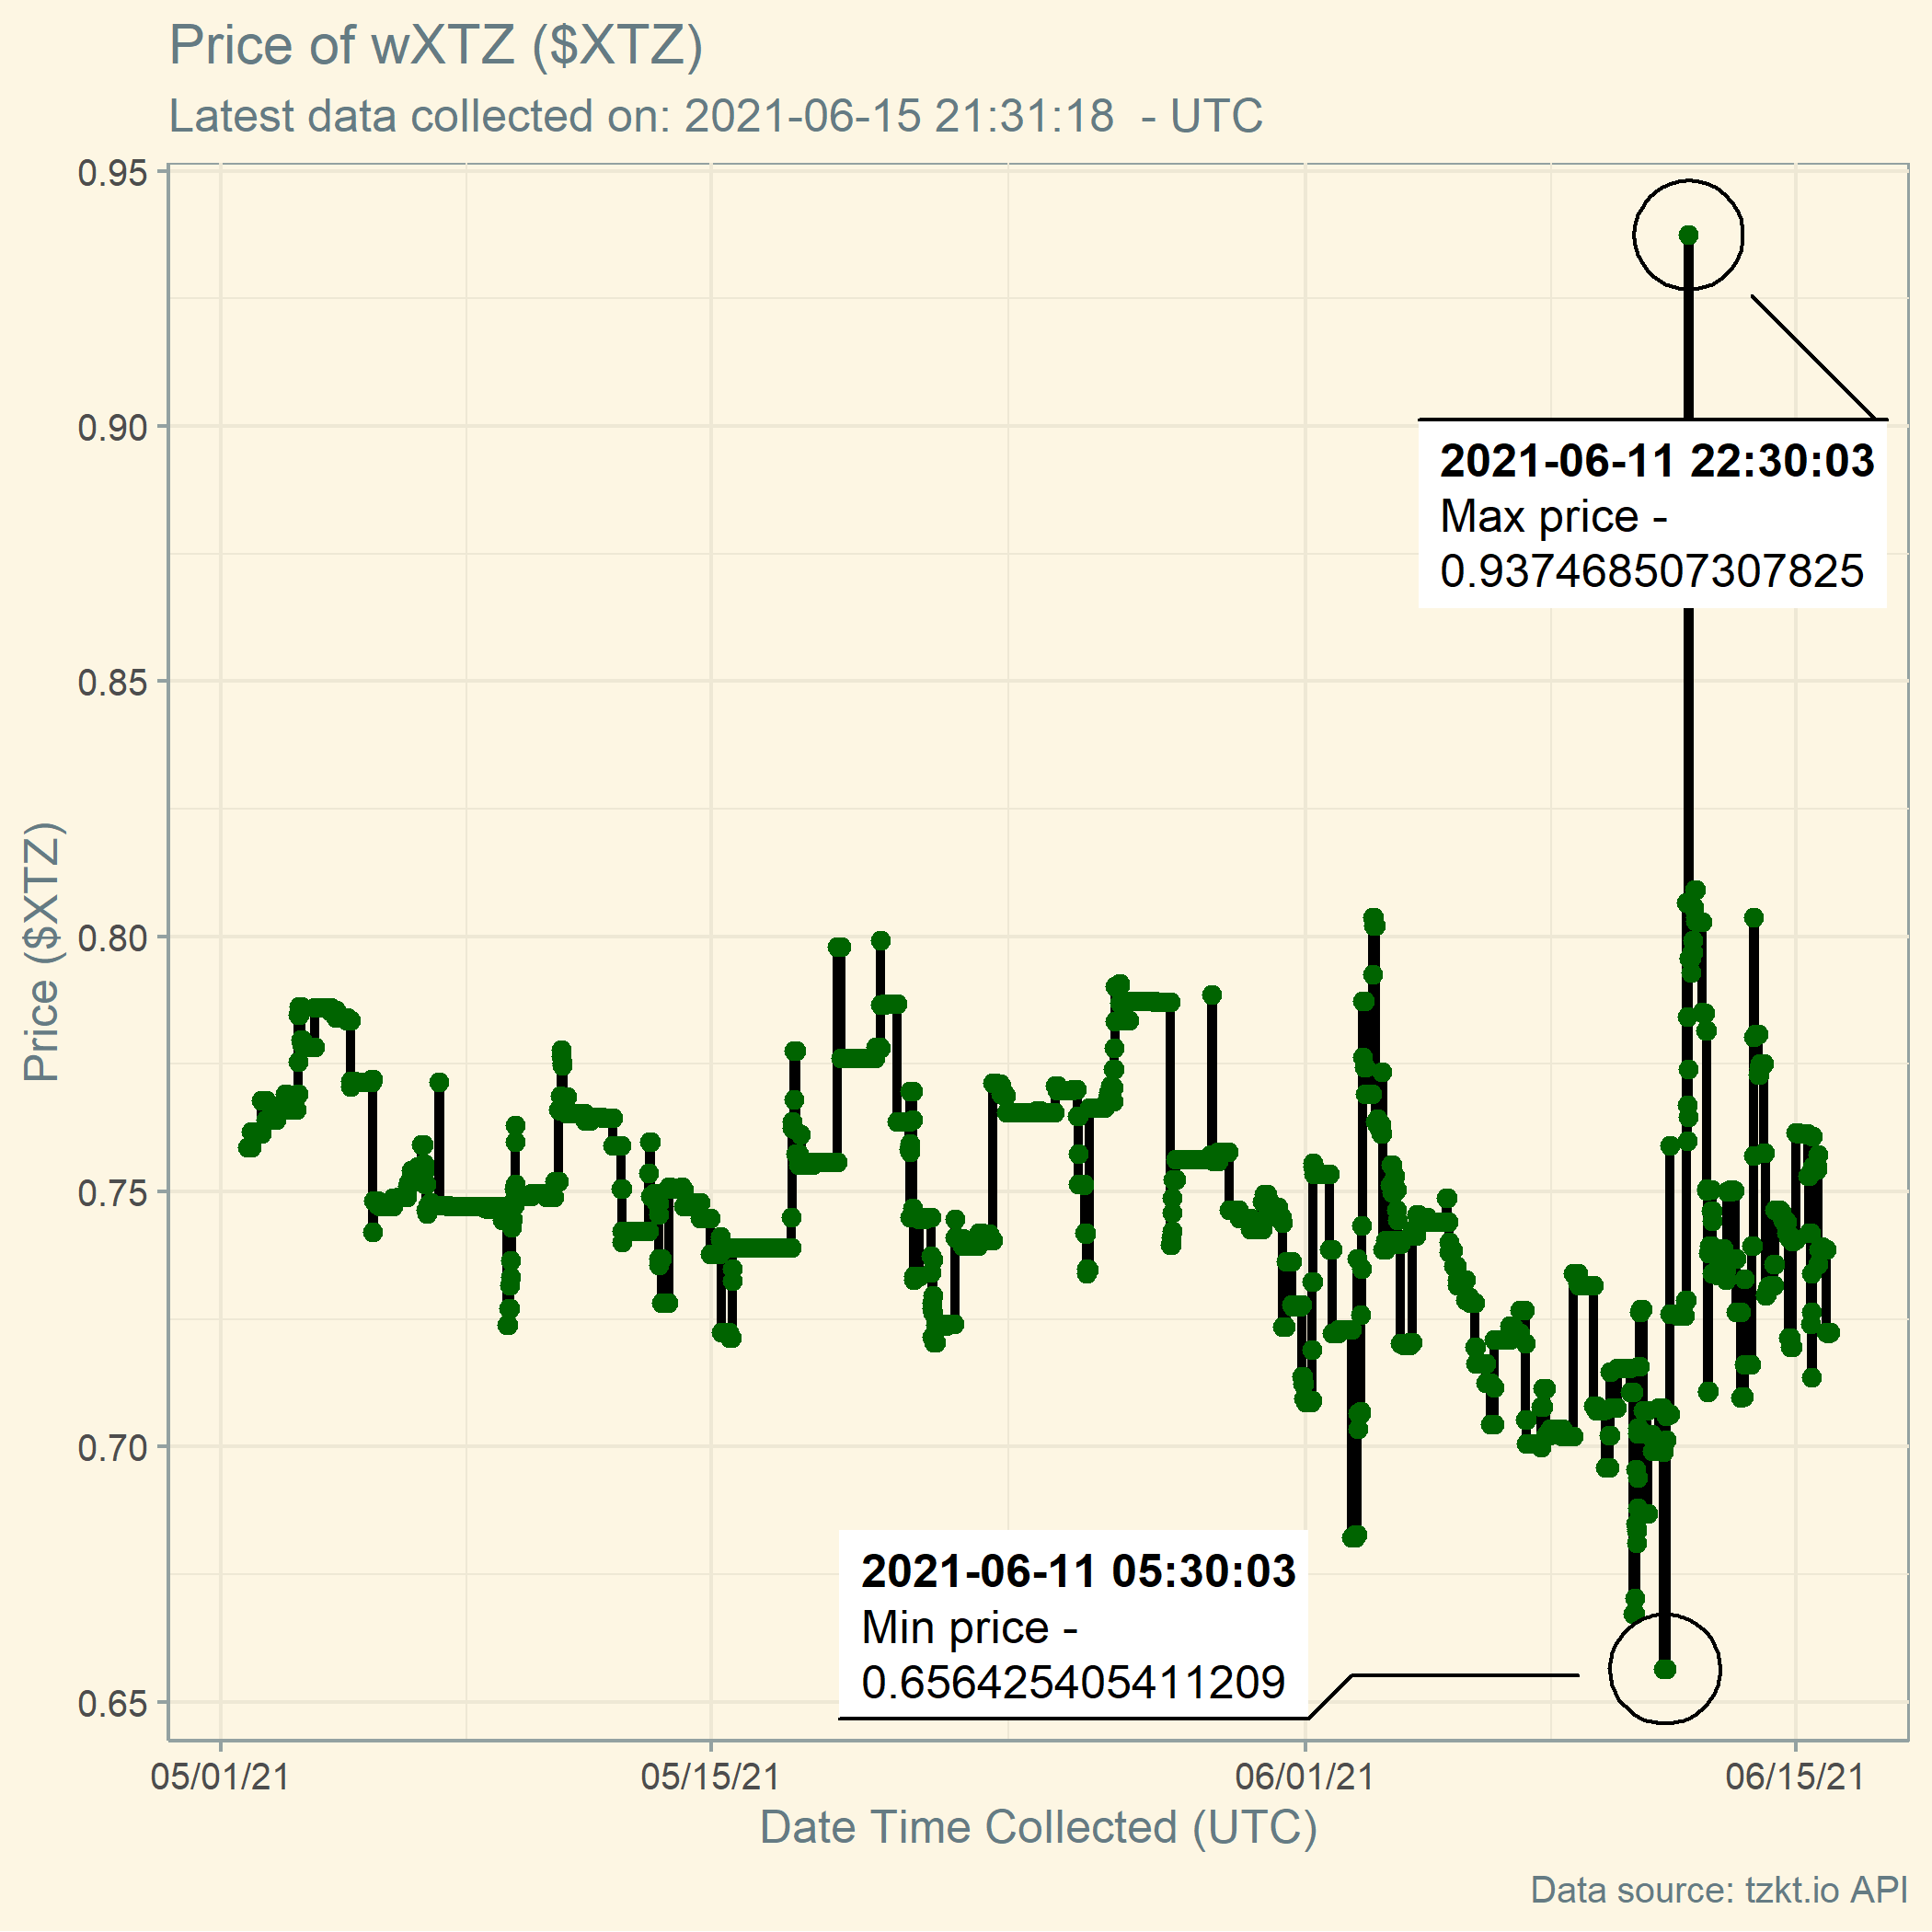 Price of wXTZ ($XTZ)
Latest data collected on: 2021-06-15 21:31:18  - UTC
0.95
0.90
0.85
0.80
0.75
0.70
0.65
Price ($XTZ)
2021-06-11 22:30:03
Max price -
0.937468507307825
2021-06-11 05:30:03
Min price -
0.656425405411209
05/01/21
05/15/21
06/01/21
06/15/21
Date Time Collected (UTC)
Data source: tzkt.io API